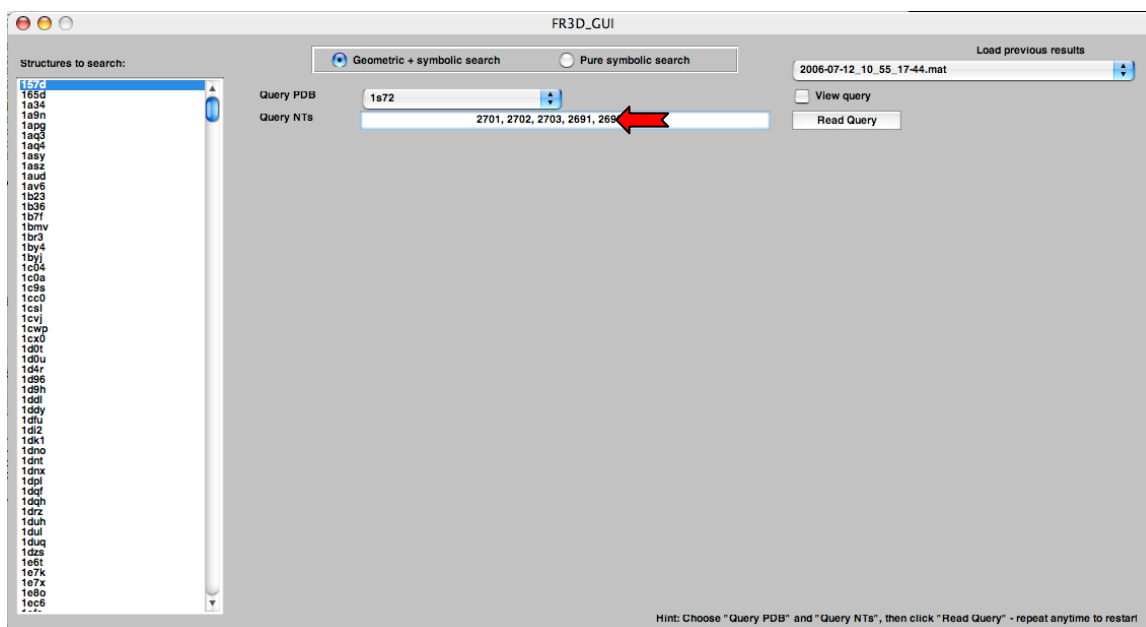 FR3D_GUI
Structures to search:
Geometric + symbolic search
Pure symbolic search
Load previous results
2006-07-12_10_55_17-44.mat
Query PDB
1s72
View query
Query NTs
2701, 2702, 2703, 2691,
Read Query
157d
165d
1a34
1a9n
1apg
1aq3
1aq4
1asy
1asz
1aud
1av6
1b23
1b36
1b7f
1bmv
1br3
1by4
1byj
1c04
1c0a
1c9s
1cc0
1csl
1cvj
1cwp
1cx0
1d0t
1d0u
1d4r
1d96
1d9h
1ddl
1ddy
1dfu
1di2
1dk1
1dno
1dnt
1dnx
1dpl
1dqf
1dqh
1drz
1duh
1dul
1duq
1dzs
1e6t
1e7k
1e7x
1e8o
1ec6
Hint: Choose "Query PDB" and "Query NTs", then click "Read Query" - repeat anytime to restart